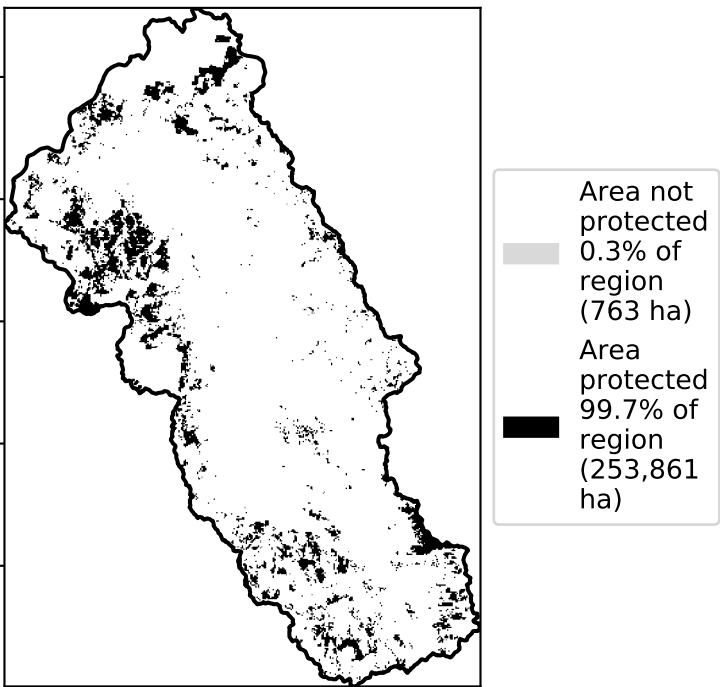 Area not
protected
0.3% of
region
(763 ha)
Area
protected
99.7% of
region
(253,861
ha)